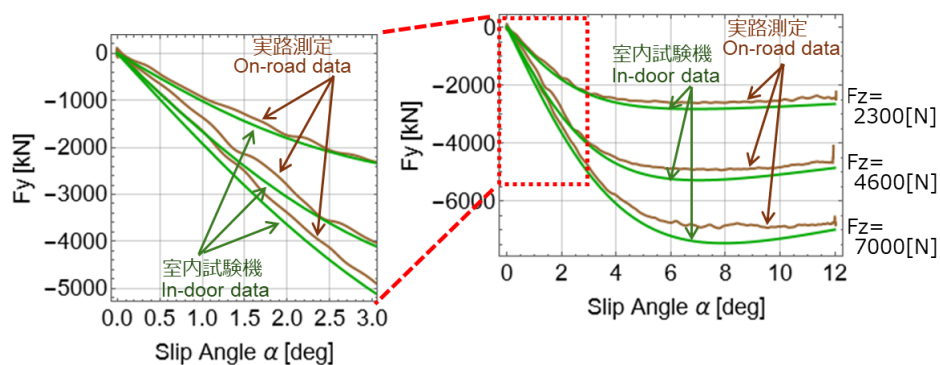 0
-1000
-2000
-3000
-4000
-5000
Fy [kN]
0.0 0.5 1.0 1.5 2.0 2.5 3.0
Slip Angle α [deg]
実路測定
On-road data
室内試験機
In-door data
0
-2000
-4000
-6000
Fy [kN]
0 2 4 6 8 10 12
Slip Angle α [deg]
室内試験機
In-door data
実路測定
On-road data
Fz=
2300[N]
Fz=
4600[N]
Fz=
7000[N]